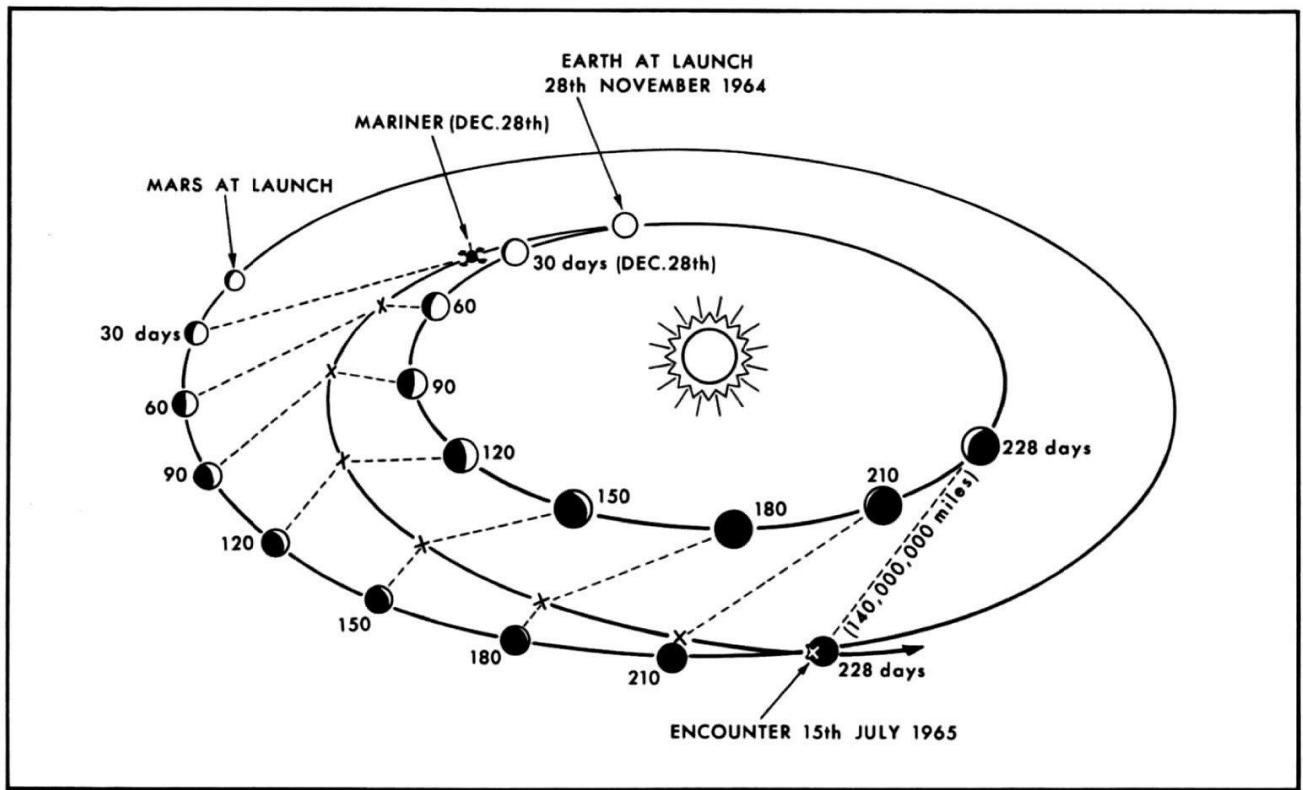 EARTH AT LAUNCH
28th NOVEMBER 1964
MARINER (DEC.28th)
MARS AT LAUNCH
30 days (DEC.28th)
30 days
60
60
90
90
120
120
150
150
180
180
210
210
228 days
(140,000,000 miles)
228 days
ENCOUNTER 15th JULY 1965